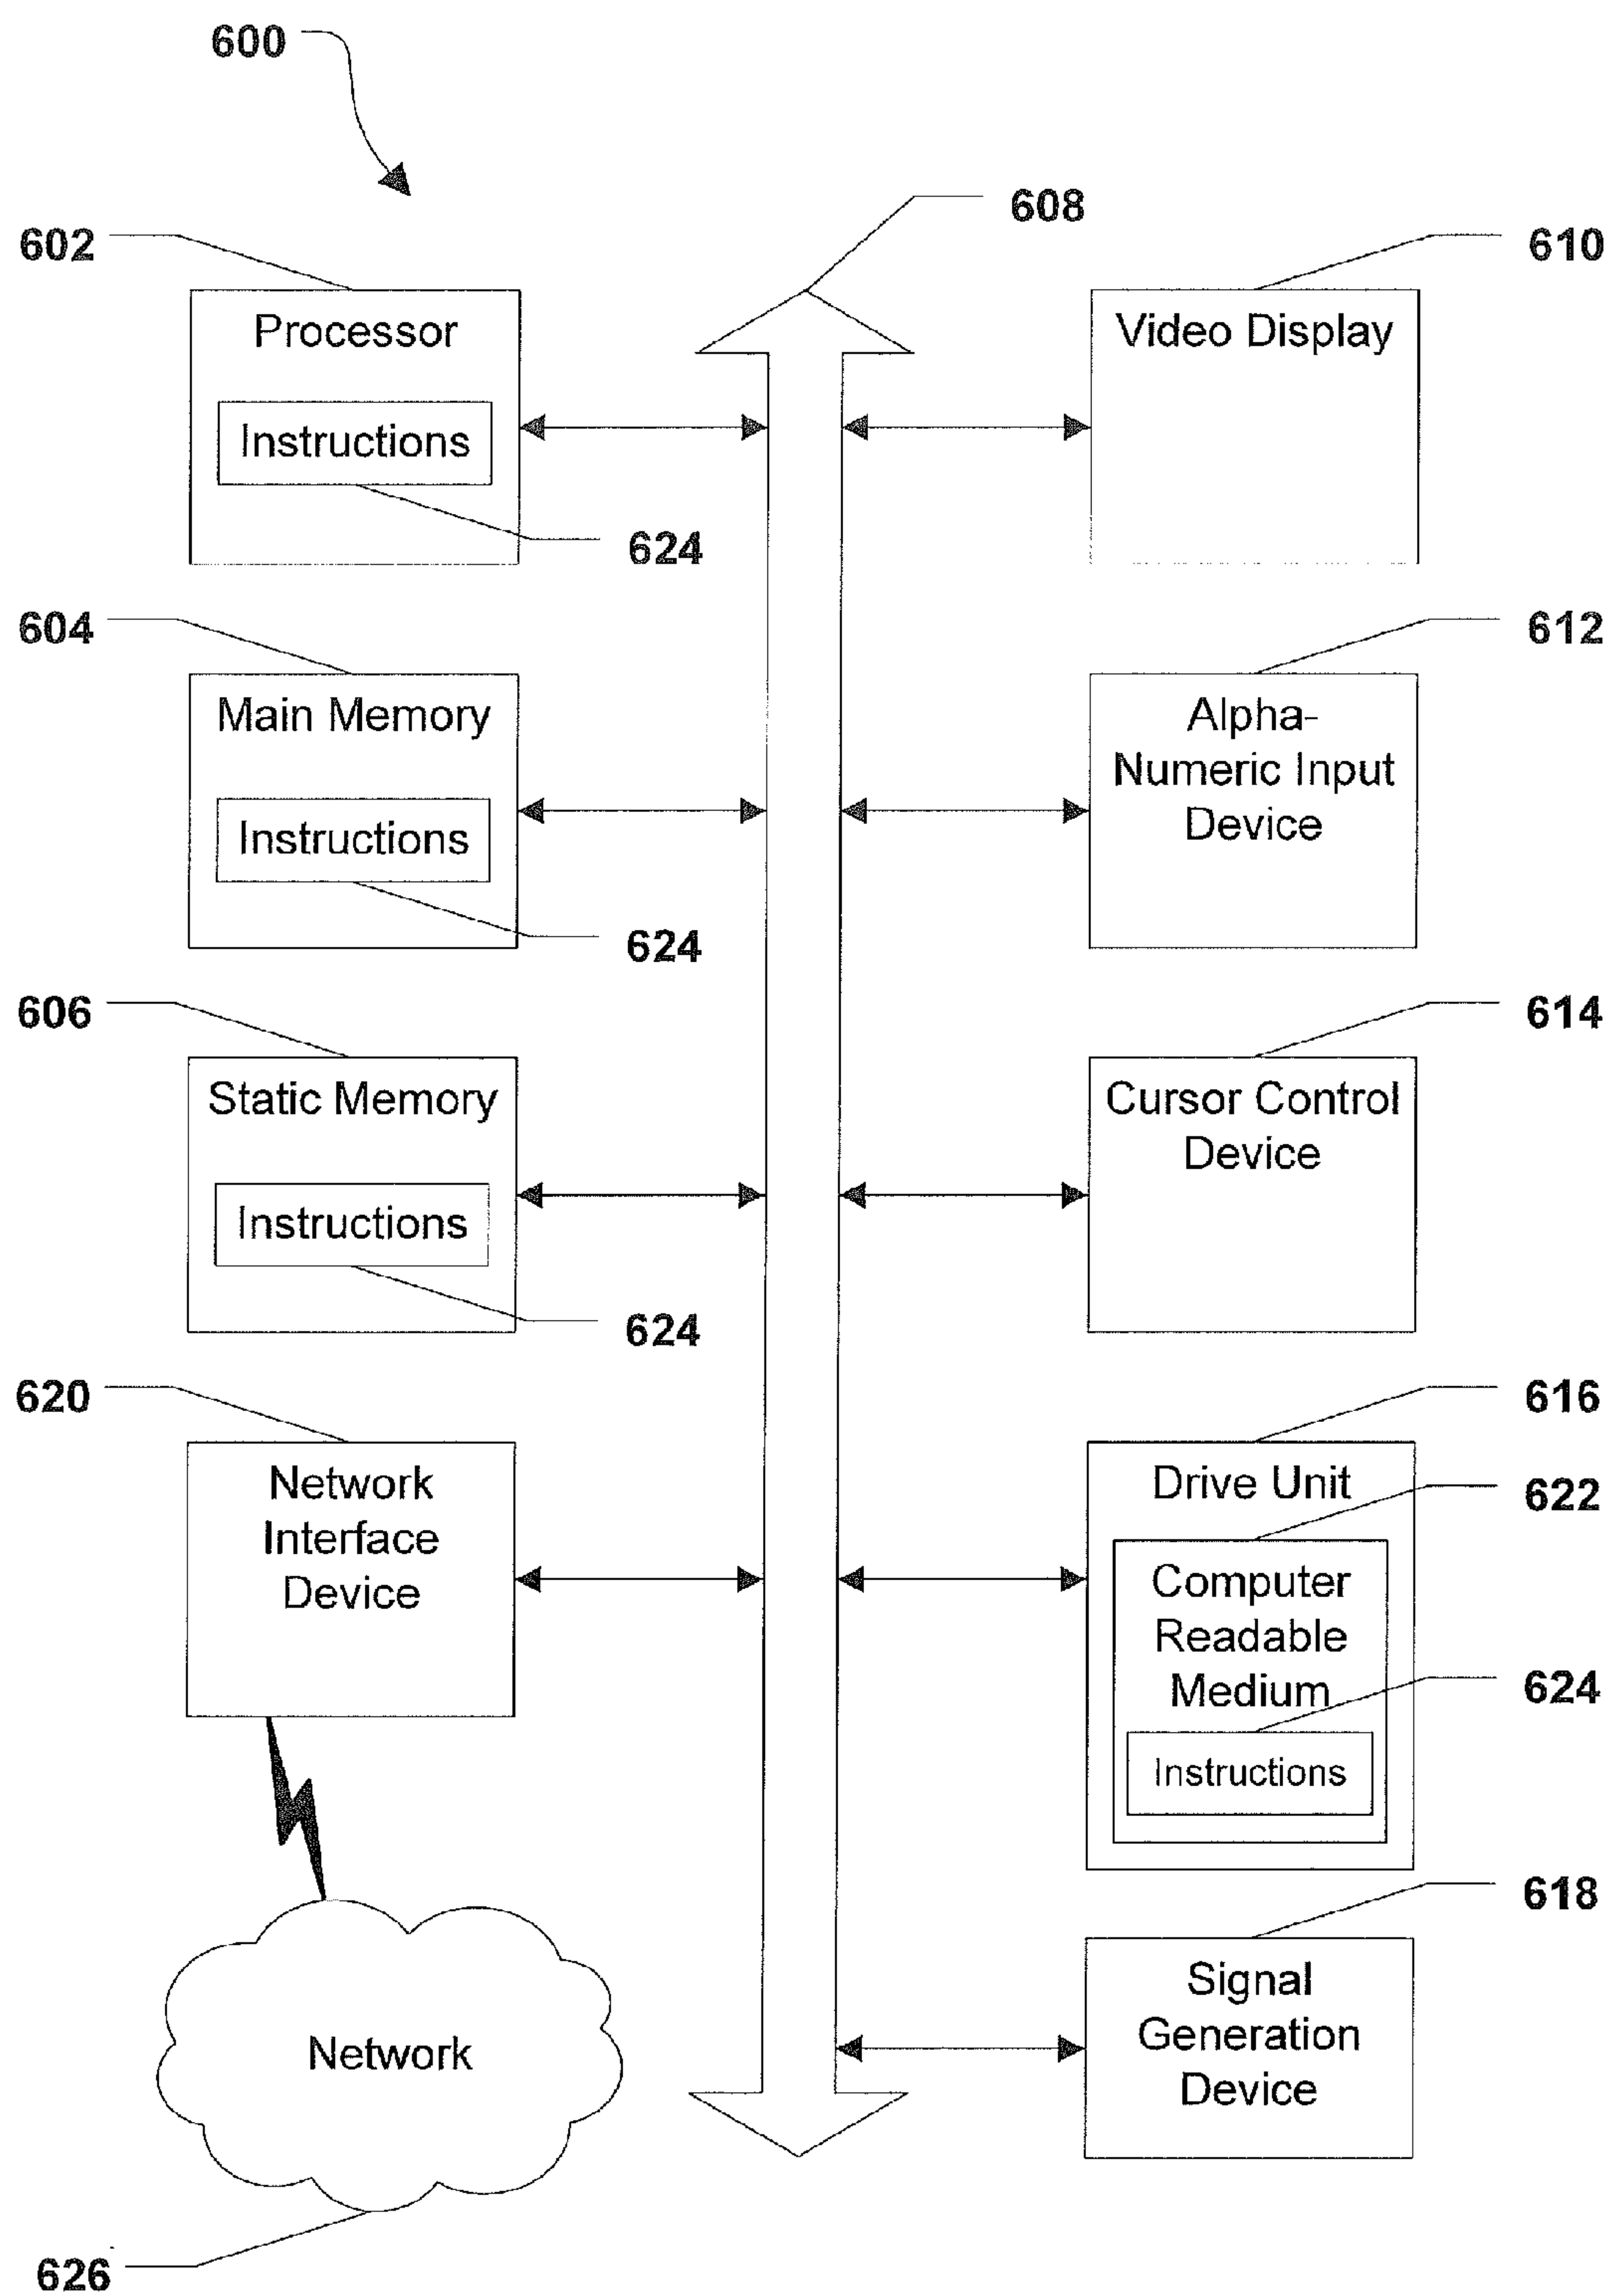 600
608
602
610
Processor
Video Display
Instructions
624
604
612
Main Memory
Alpha-
Numeric Input
Device
Instructions
624
606
614
Static Memory
Cursor Control
Device
Instructions
624
620
616
Network
Interface
Device
Drive Unit
622
Computer
Readable
Medium
624
Instructions
618
Signal
Generation
Device
Network
626